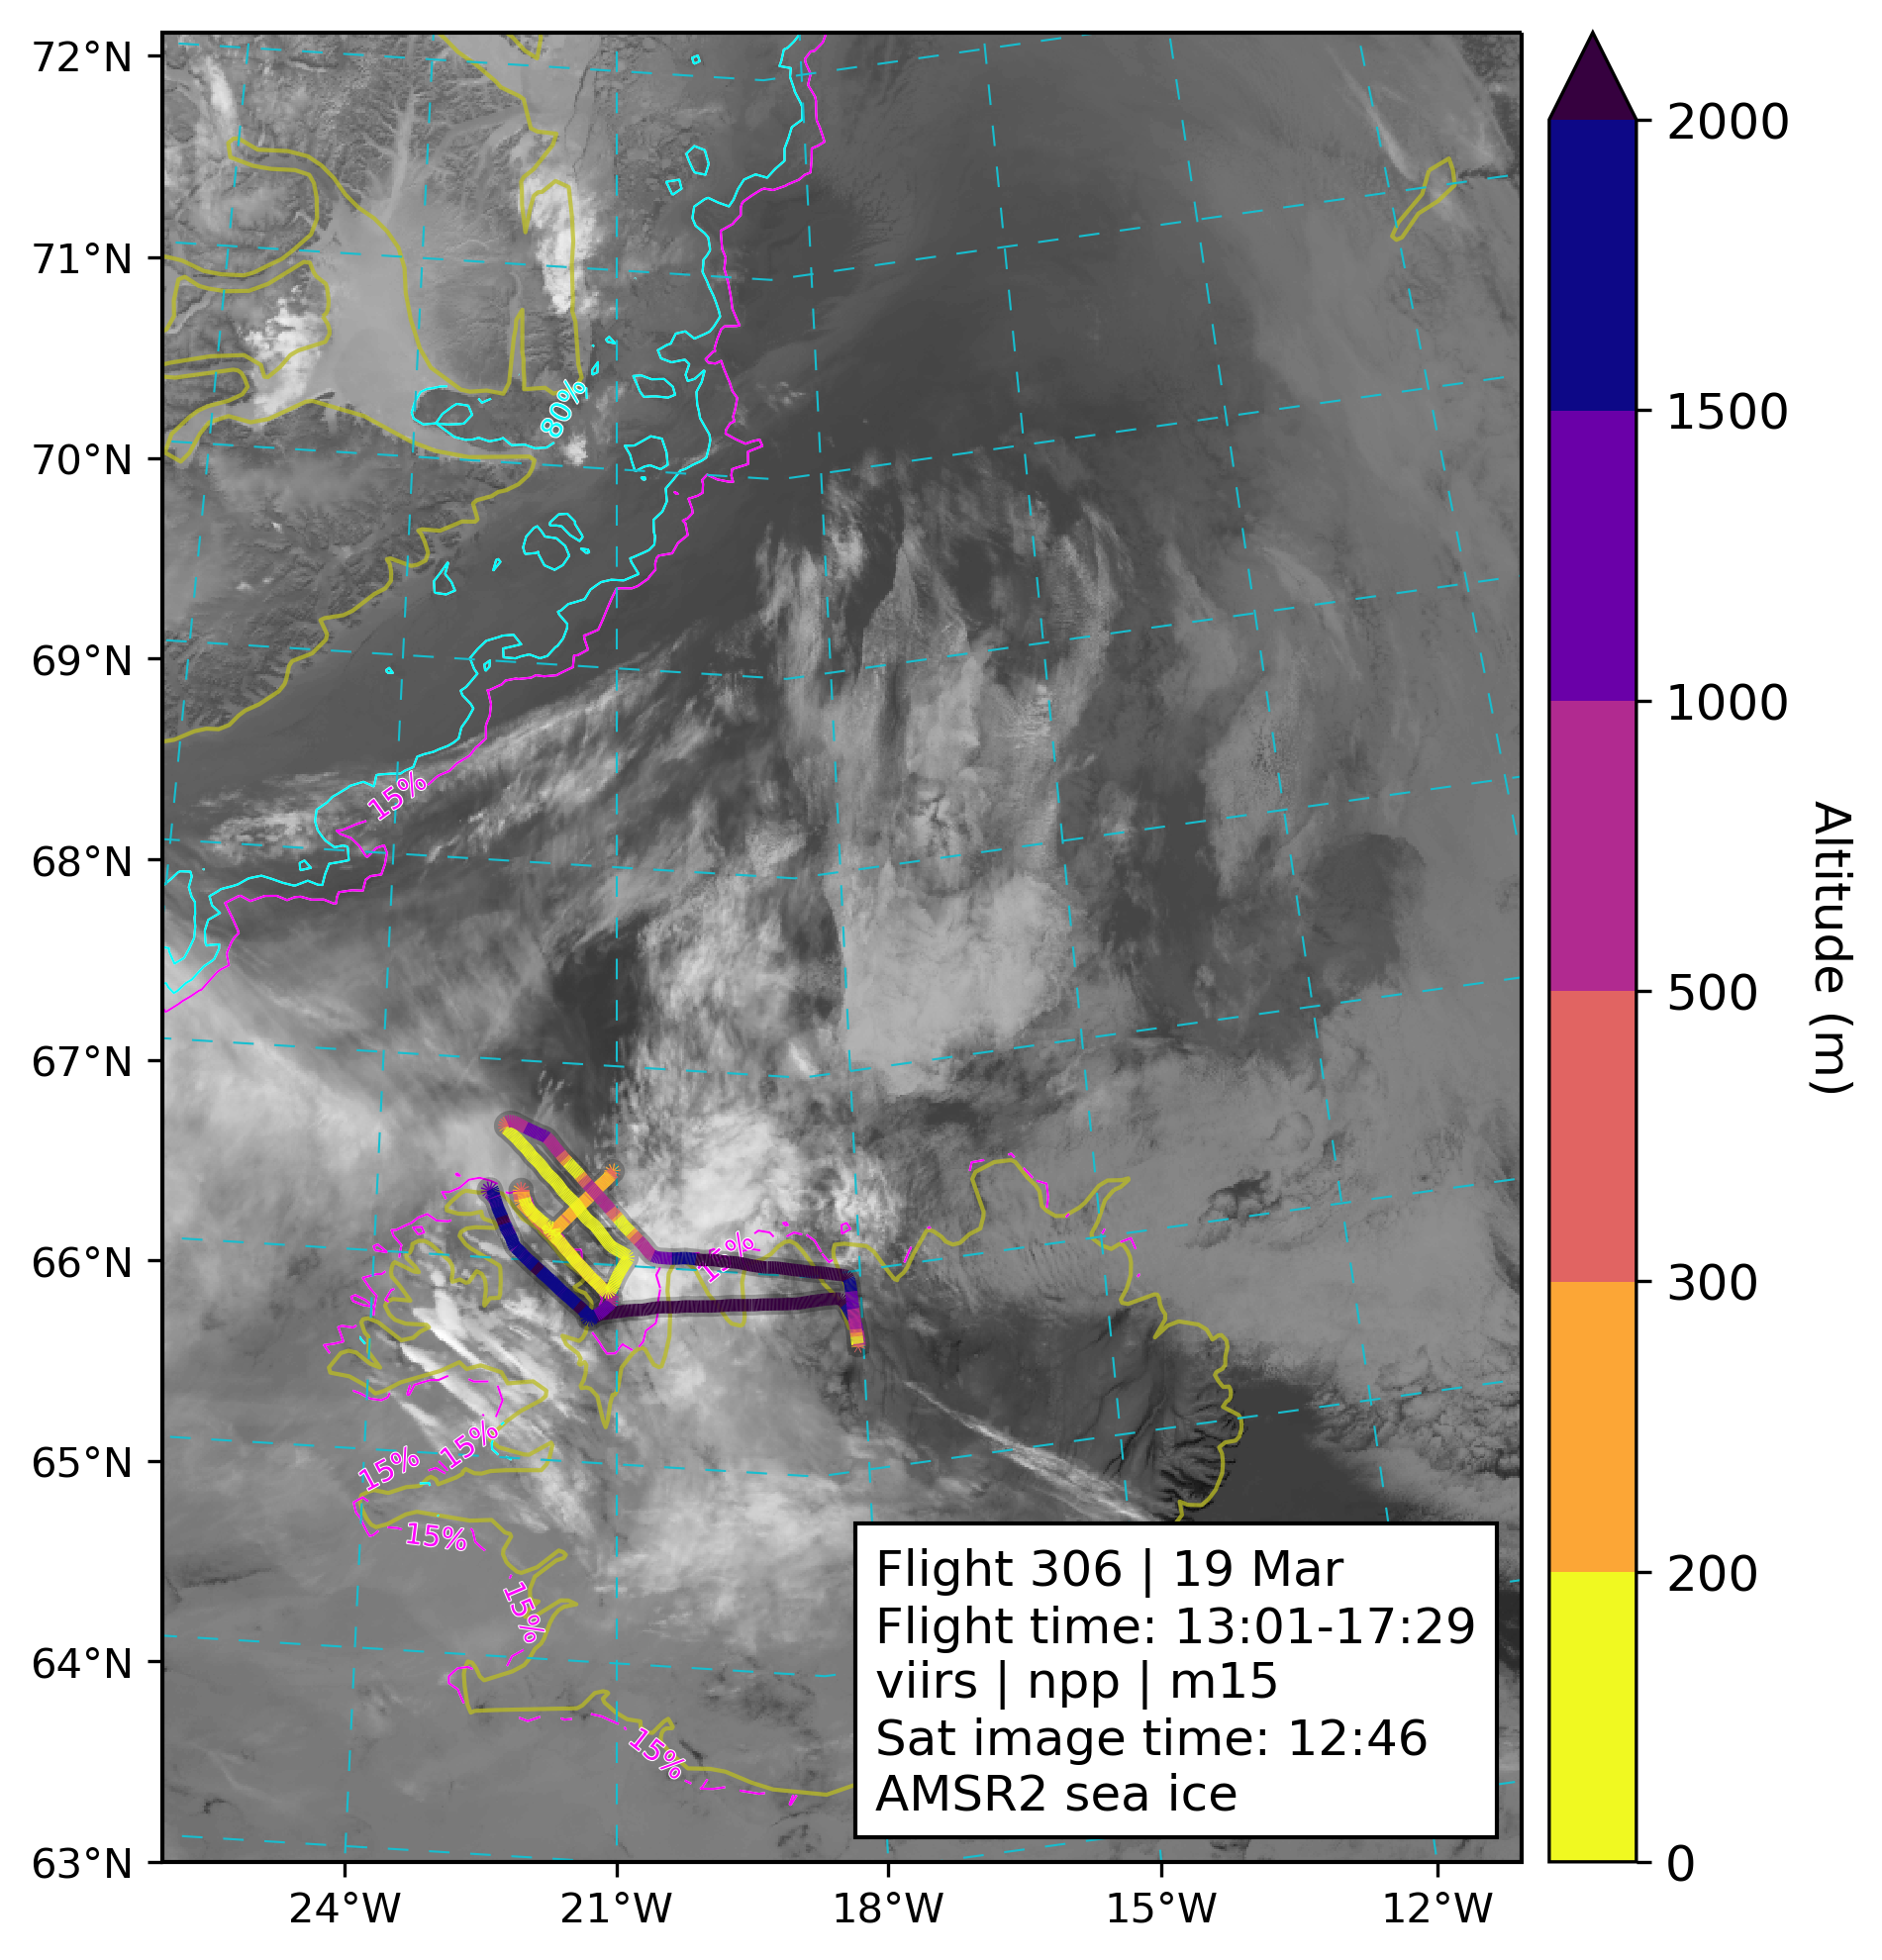 72°N
71°N
70°N
69°N
68°N
67°N
66°N
65°N
64°N
63°N
24°W
21°W
18°W
15°W
12°W
80%
15%
15%
15%
15%
15%
15%
15%
Flight 306 | 19 Mar
Flight time: 13:01-17:29
viirs | npp | m15
Sat image time: 12:46
AMSR2 sea ice
2000
1500
1000
500
300
200
0
Altitude (m)